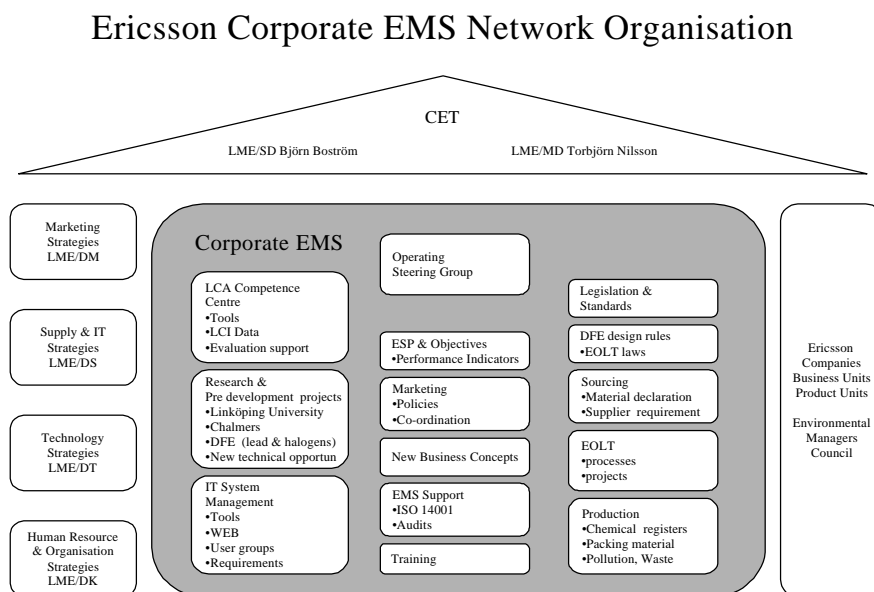 Ericsson Corporate EMS Network Organisation
CET
LME/SD Björn Boström
LME/MD Torbjörn Nilsson
Marketing
Strategies
LME/DM
Supply & IT
Strategies
LME/DS
Technology
Strategies
LME/DT
Human Resource
& Organisation
Strategies
LME/DK
Corporate EMS
LCA Competence
Centre
•Tools
•LCI Data
•Evaluation support
Research &
Pre development projects
•Linköping University
•Chalmers
•DFE (lead & halogens)
•New technical opportun
IT System
Management
•Tools
•WEB
•User groups
•Requirements
Operating
Steering Group
ESP & Objectives
•Performance Indicators
Marketing
•Policies
•Co-ordination
New Business Concepts
EMS Support
•ISO 14001
•Audits
Training
Legislation &
Standards
DFE design rules
•EOLT laws
Sourcing
•Material declaration
•Supplier requirement
EOLT
•processes
•projects
Production
•Chemical registers
•Packing material
•Pollution, Waste
Ericsson
Companies
Business Units
Product Units
Environmental
Managers
Council